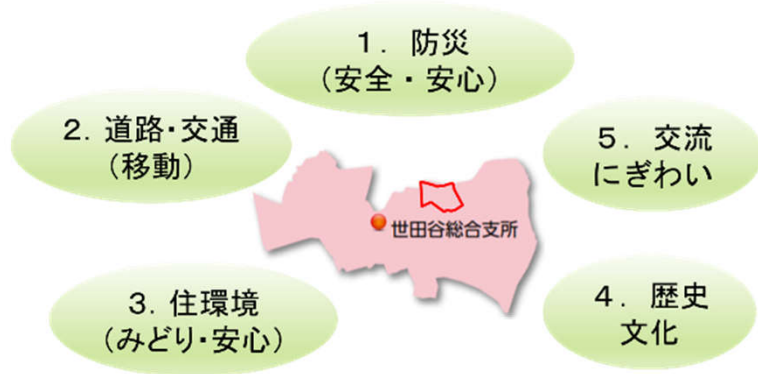 １．防災
（安全・安心）
２．道路・交通
（移動）
５．交流
にぎわい
世田谷総合支所
３．住環境
（みどり・安心）
４．歴史
文化